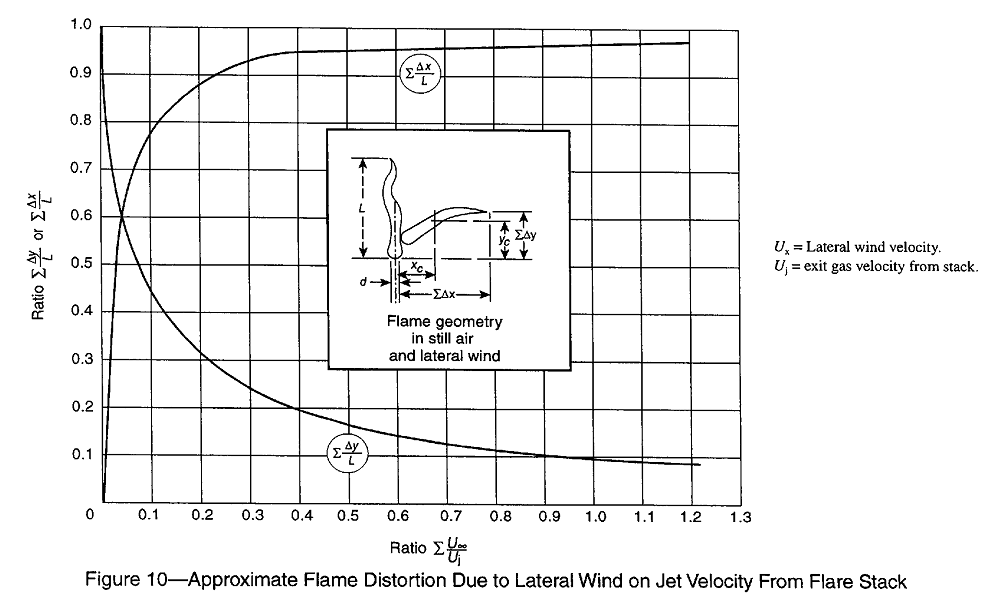 1.0
0.9
0.8
0.7
0.6
0.5
0.4
0.3
0.2
0.1
0
0.1 0.2 0.3 0.4 0.5 0.6 0.7 0.8 0.9 1.0 1.1 1.2 1.3
Ratio Σ Δy/L or Σ Δx/L
Σ Δx/L
Σ Δy/L
L
d
x_c
y_c
ΣΔy
ΣΔx
Flame geometry
in still air
and lateral wind
Ratio Σ U∞/Uj
Ux = Lateral wind velocity.
Uj = exit gas velocity from stack.
Figure 10—Approximate Flame Distortion Due to Lateral Wind on Jet Velocity From Flare Stack